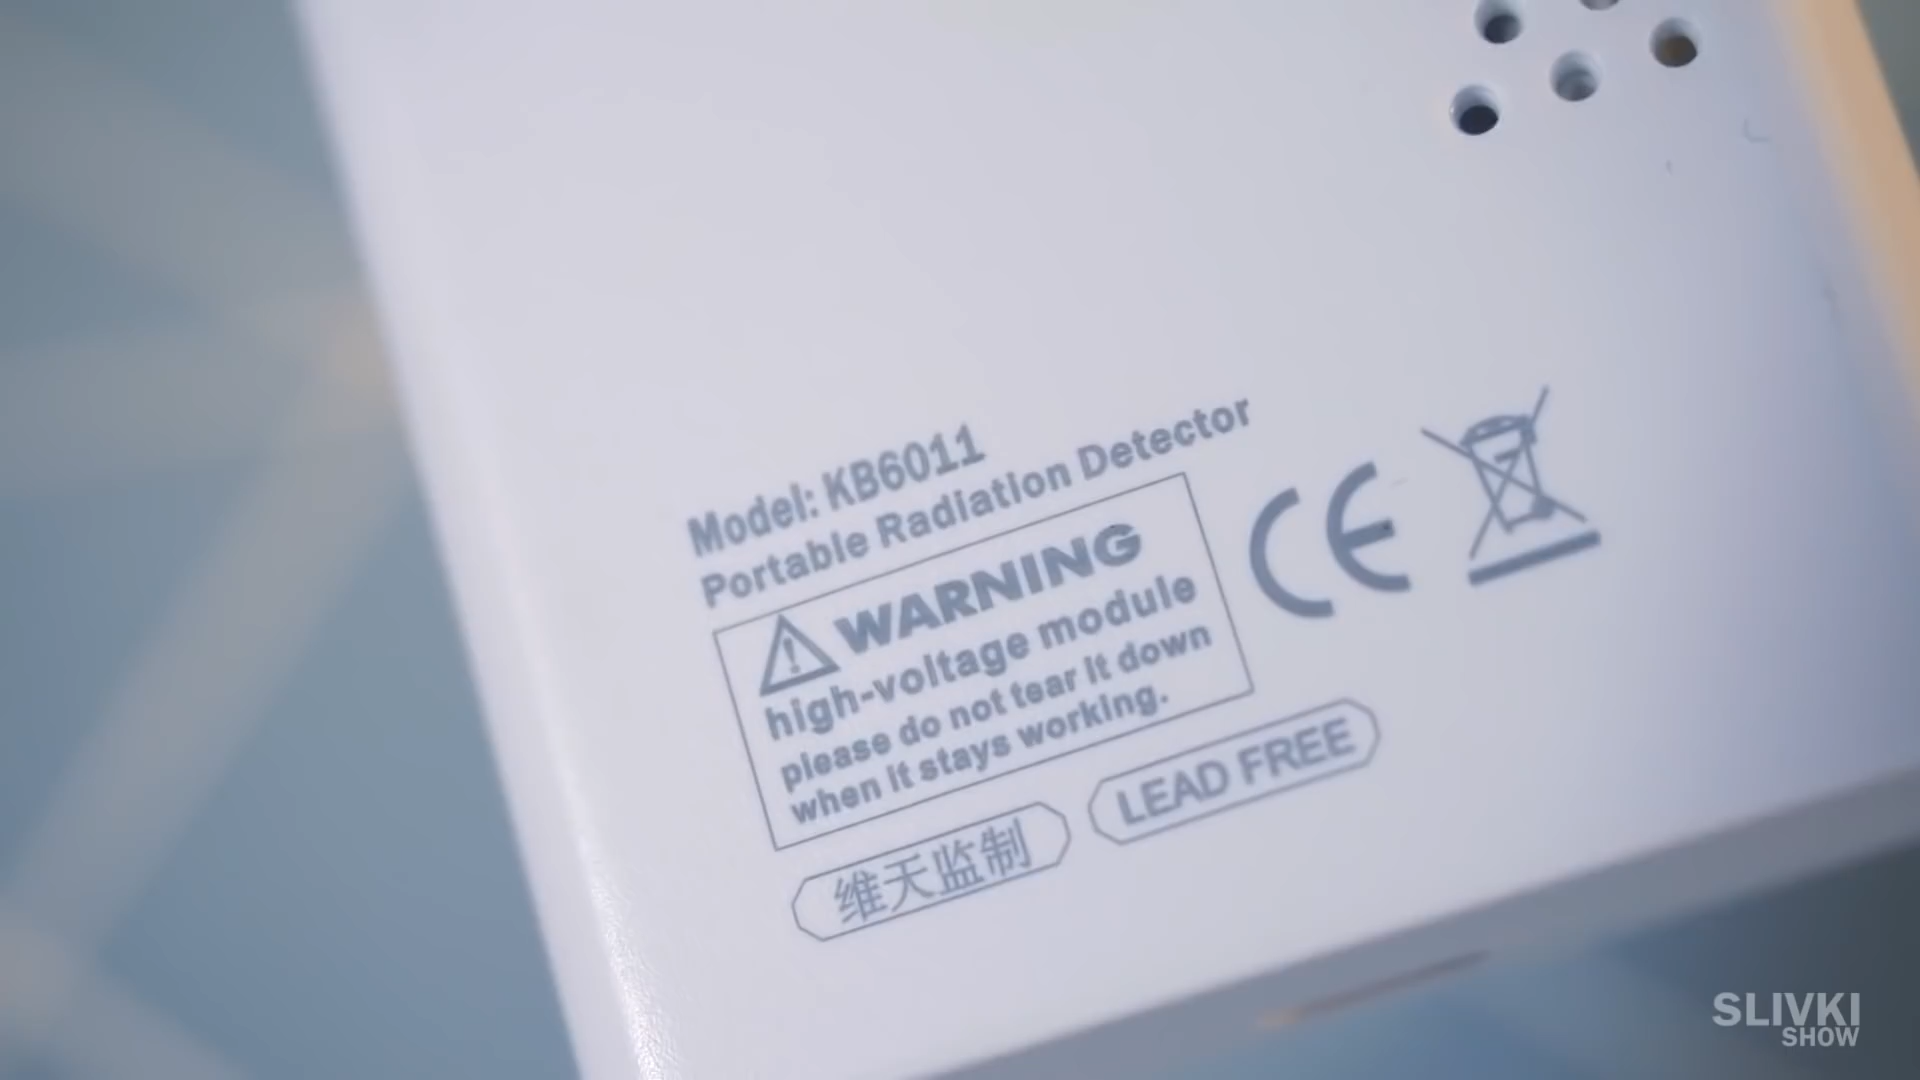 Model: KB6011
Portable Radiation Detector
WARNING
high-voltage module
please do not tear it down
when it stays working.
CE
维天监制
LEAD FREE
SLIVKI
SHOW